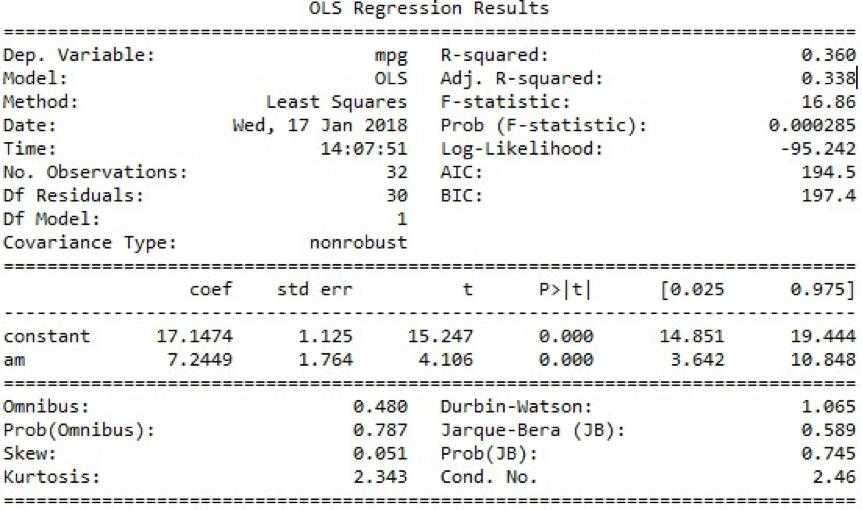 OLS Regression Results
==============================================================================
Dep. Variable:                    mpg   R-squared:                       0.360
Model:                            OLS   Adj. R-squared:                  0.338
Method:                 Least Squares   F-statistic:                     16.86
Date:                Wed, 17 Jan 2018   Prob (F-statistic):           0.000285
Time:                        14:07:51   Log-Likelihood:                -95.242
No. Observations:                  32   AIC:                             194.5
Df Residuals:                      30   BIC:                             197.4
Df Model:                           1
Covariance Type:            nonrobust
==============================================================================
                 coef    std err          t      P>|t|      [0.025      0.975]
------------------------------------------------------------------------------
constant      17.1474      1.125     15.247      0.000      14.851      19.444
am             7.2449      1.764      4.106      0.000       3.642      10.848
==============================================================================
Omnibus:                        0.480   Durbin-Watson:                   1.065
Prob(Omnibus):                  0.787   Jarque-Bera (JB):                0.589
Skew:                           0.051   Prob(JB):                        0.745
Kurtosis:                       2.343   Cond. No.                         2.46
==============================================================================